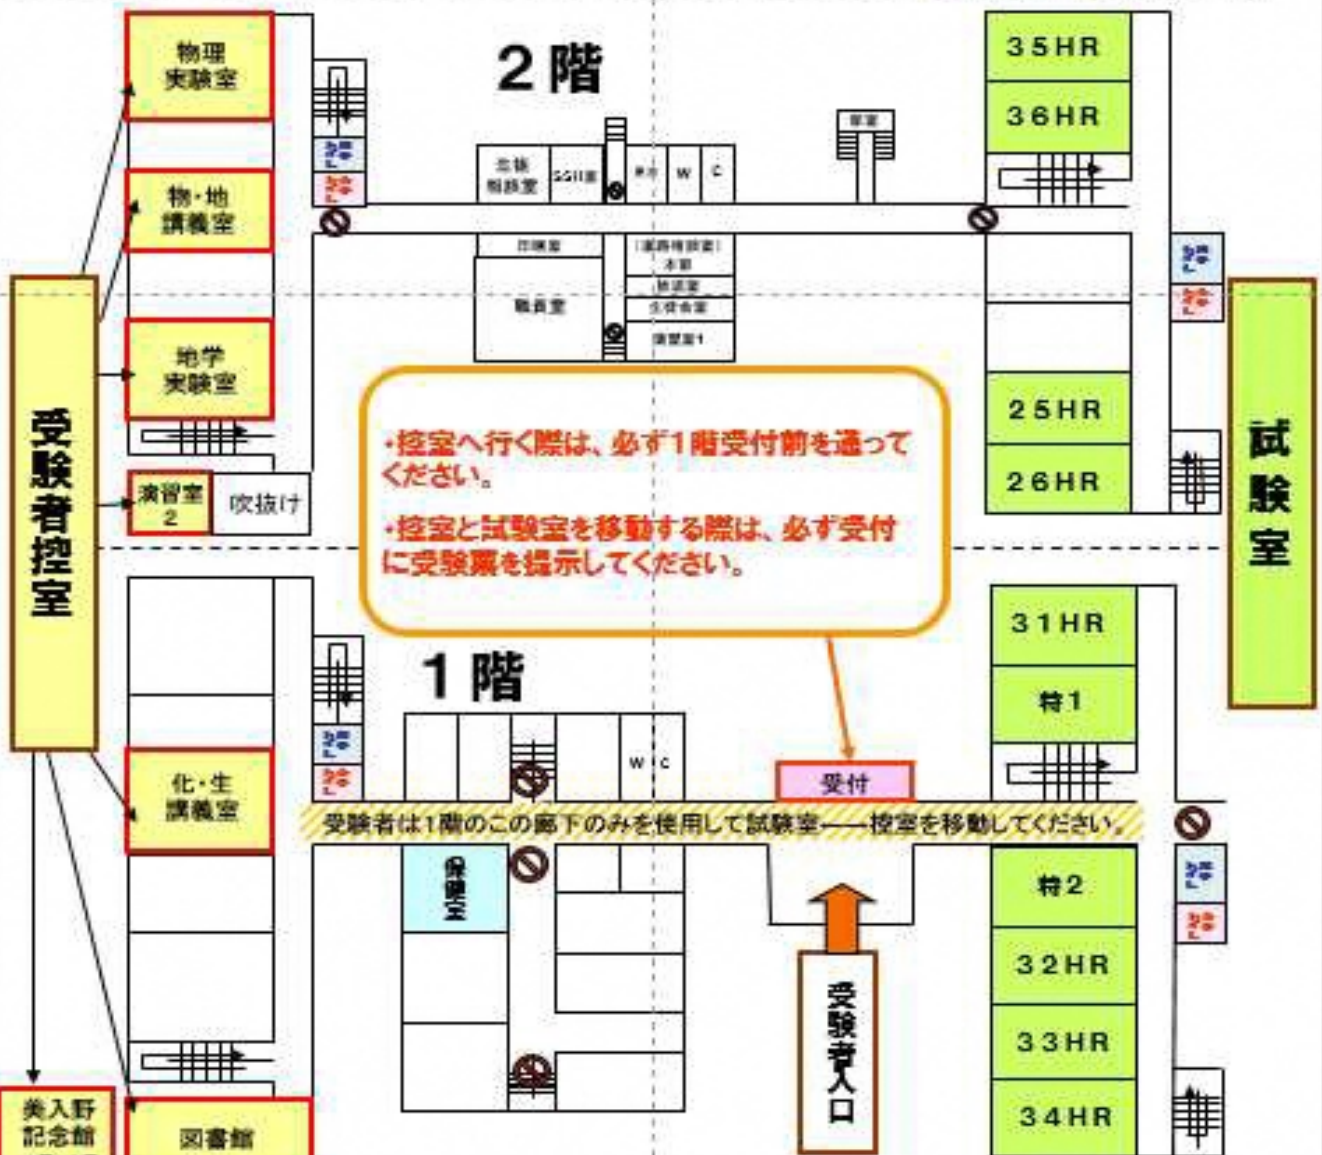 2階
物理
実験室
物・地
講義室
地学
実験室
演習室
2
吹抜け
職員室
本部
W
C
35HR
36HR
25HR
26HR
受験者控室
試験室
・控室へ行く際は、必ず1階受付前を通って
ください。
・控室と試験室を移動する際は、必ず受付
に受験票を提示してください。
1階
W C
受付
31HR
特1
化・生
講義室
受験者は1階のこの廊下のみを使用して試験室――控室を移動してください。
保健室
特2
32HR
33HR
34HR
受験者入口
美入野
記念館
図書館